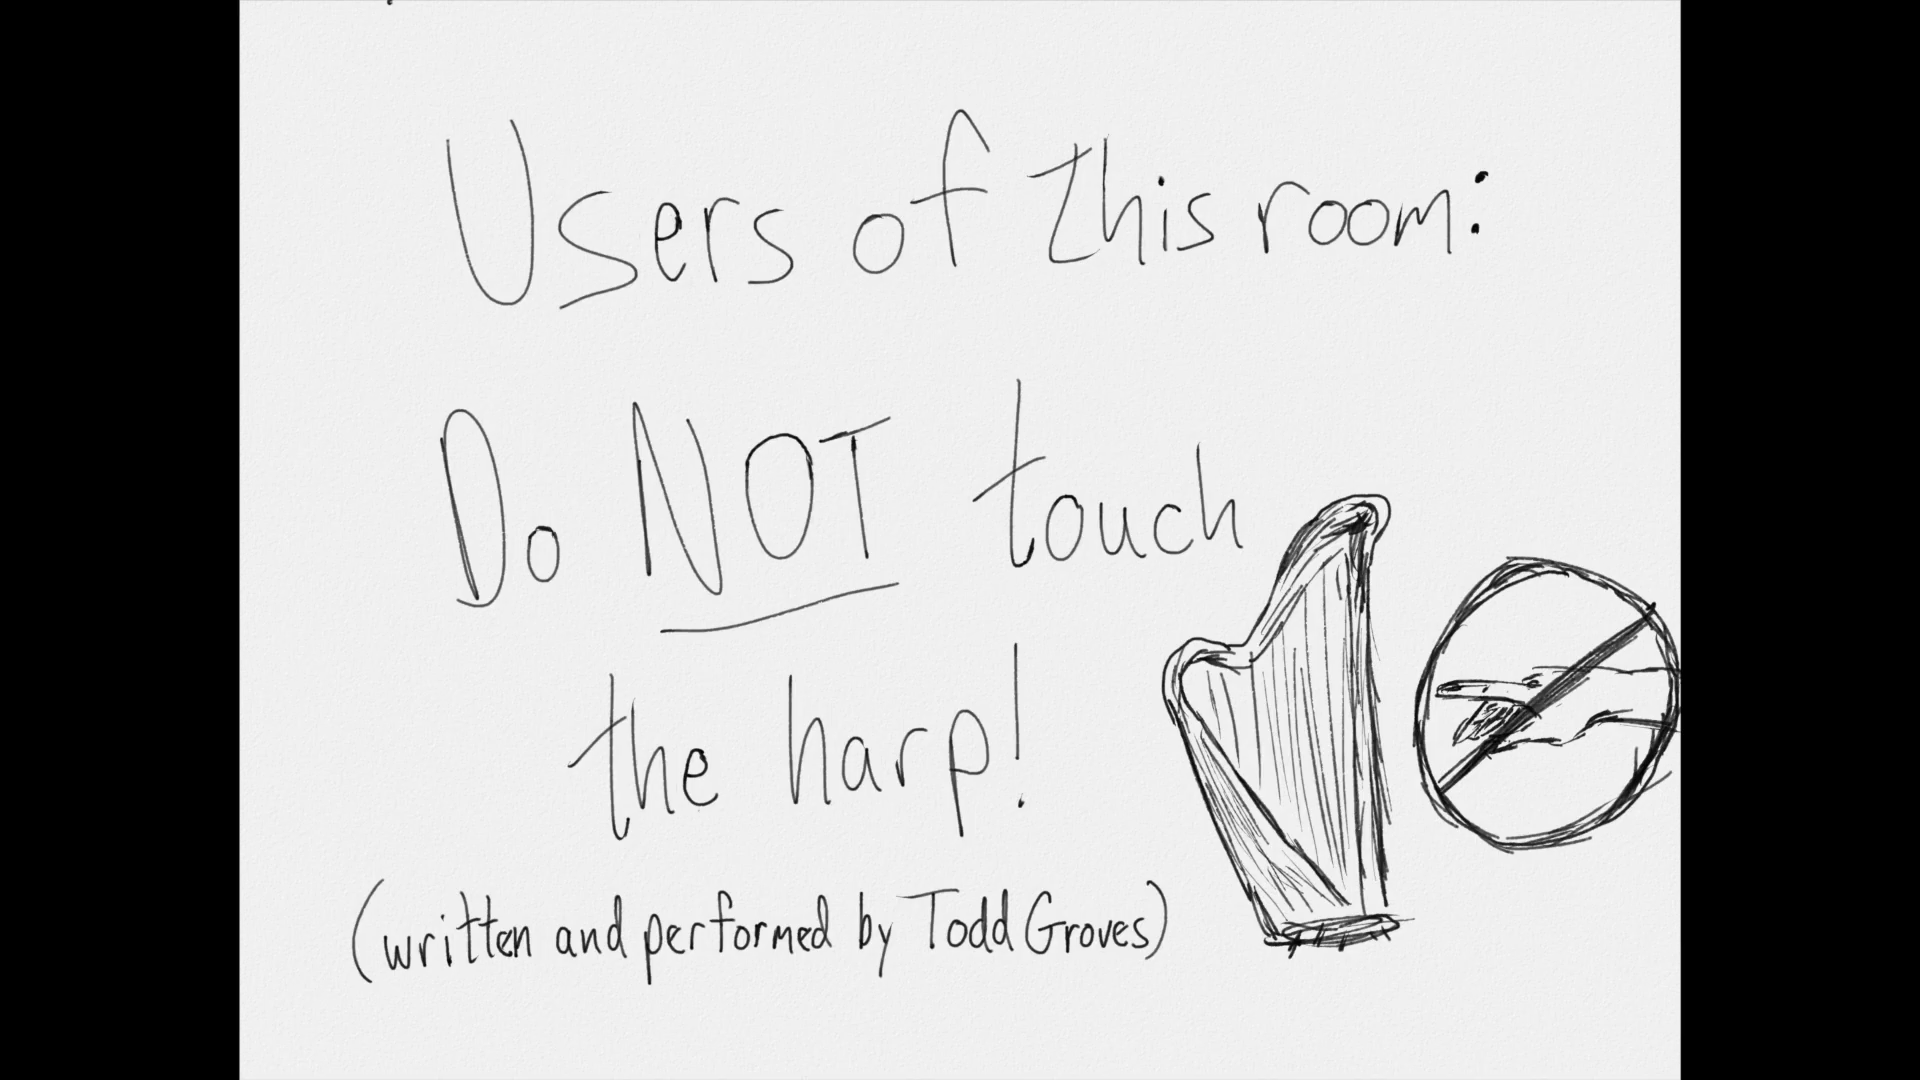 Users of this room:
Do NOT touch
the harp!
(written and performed by Todd Groves)